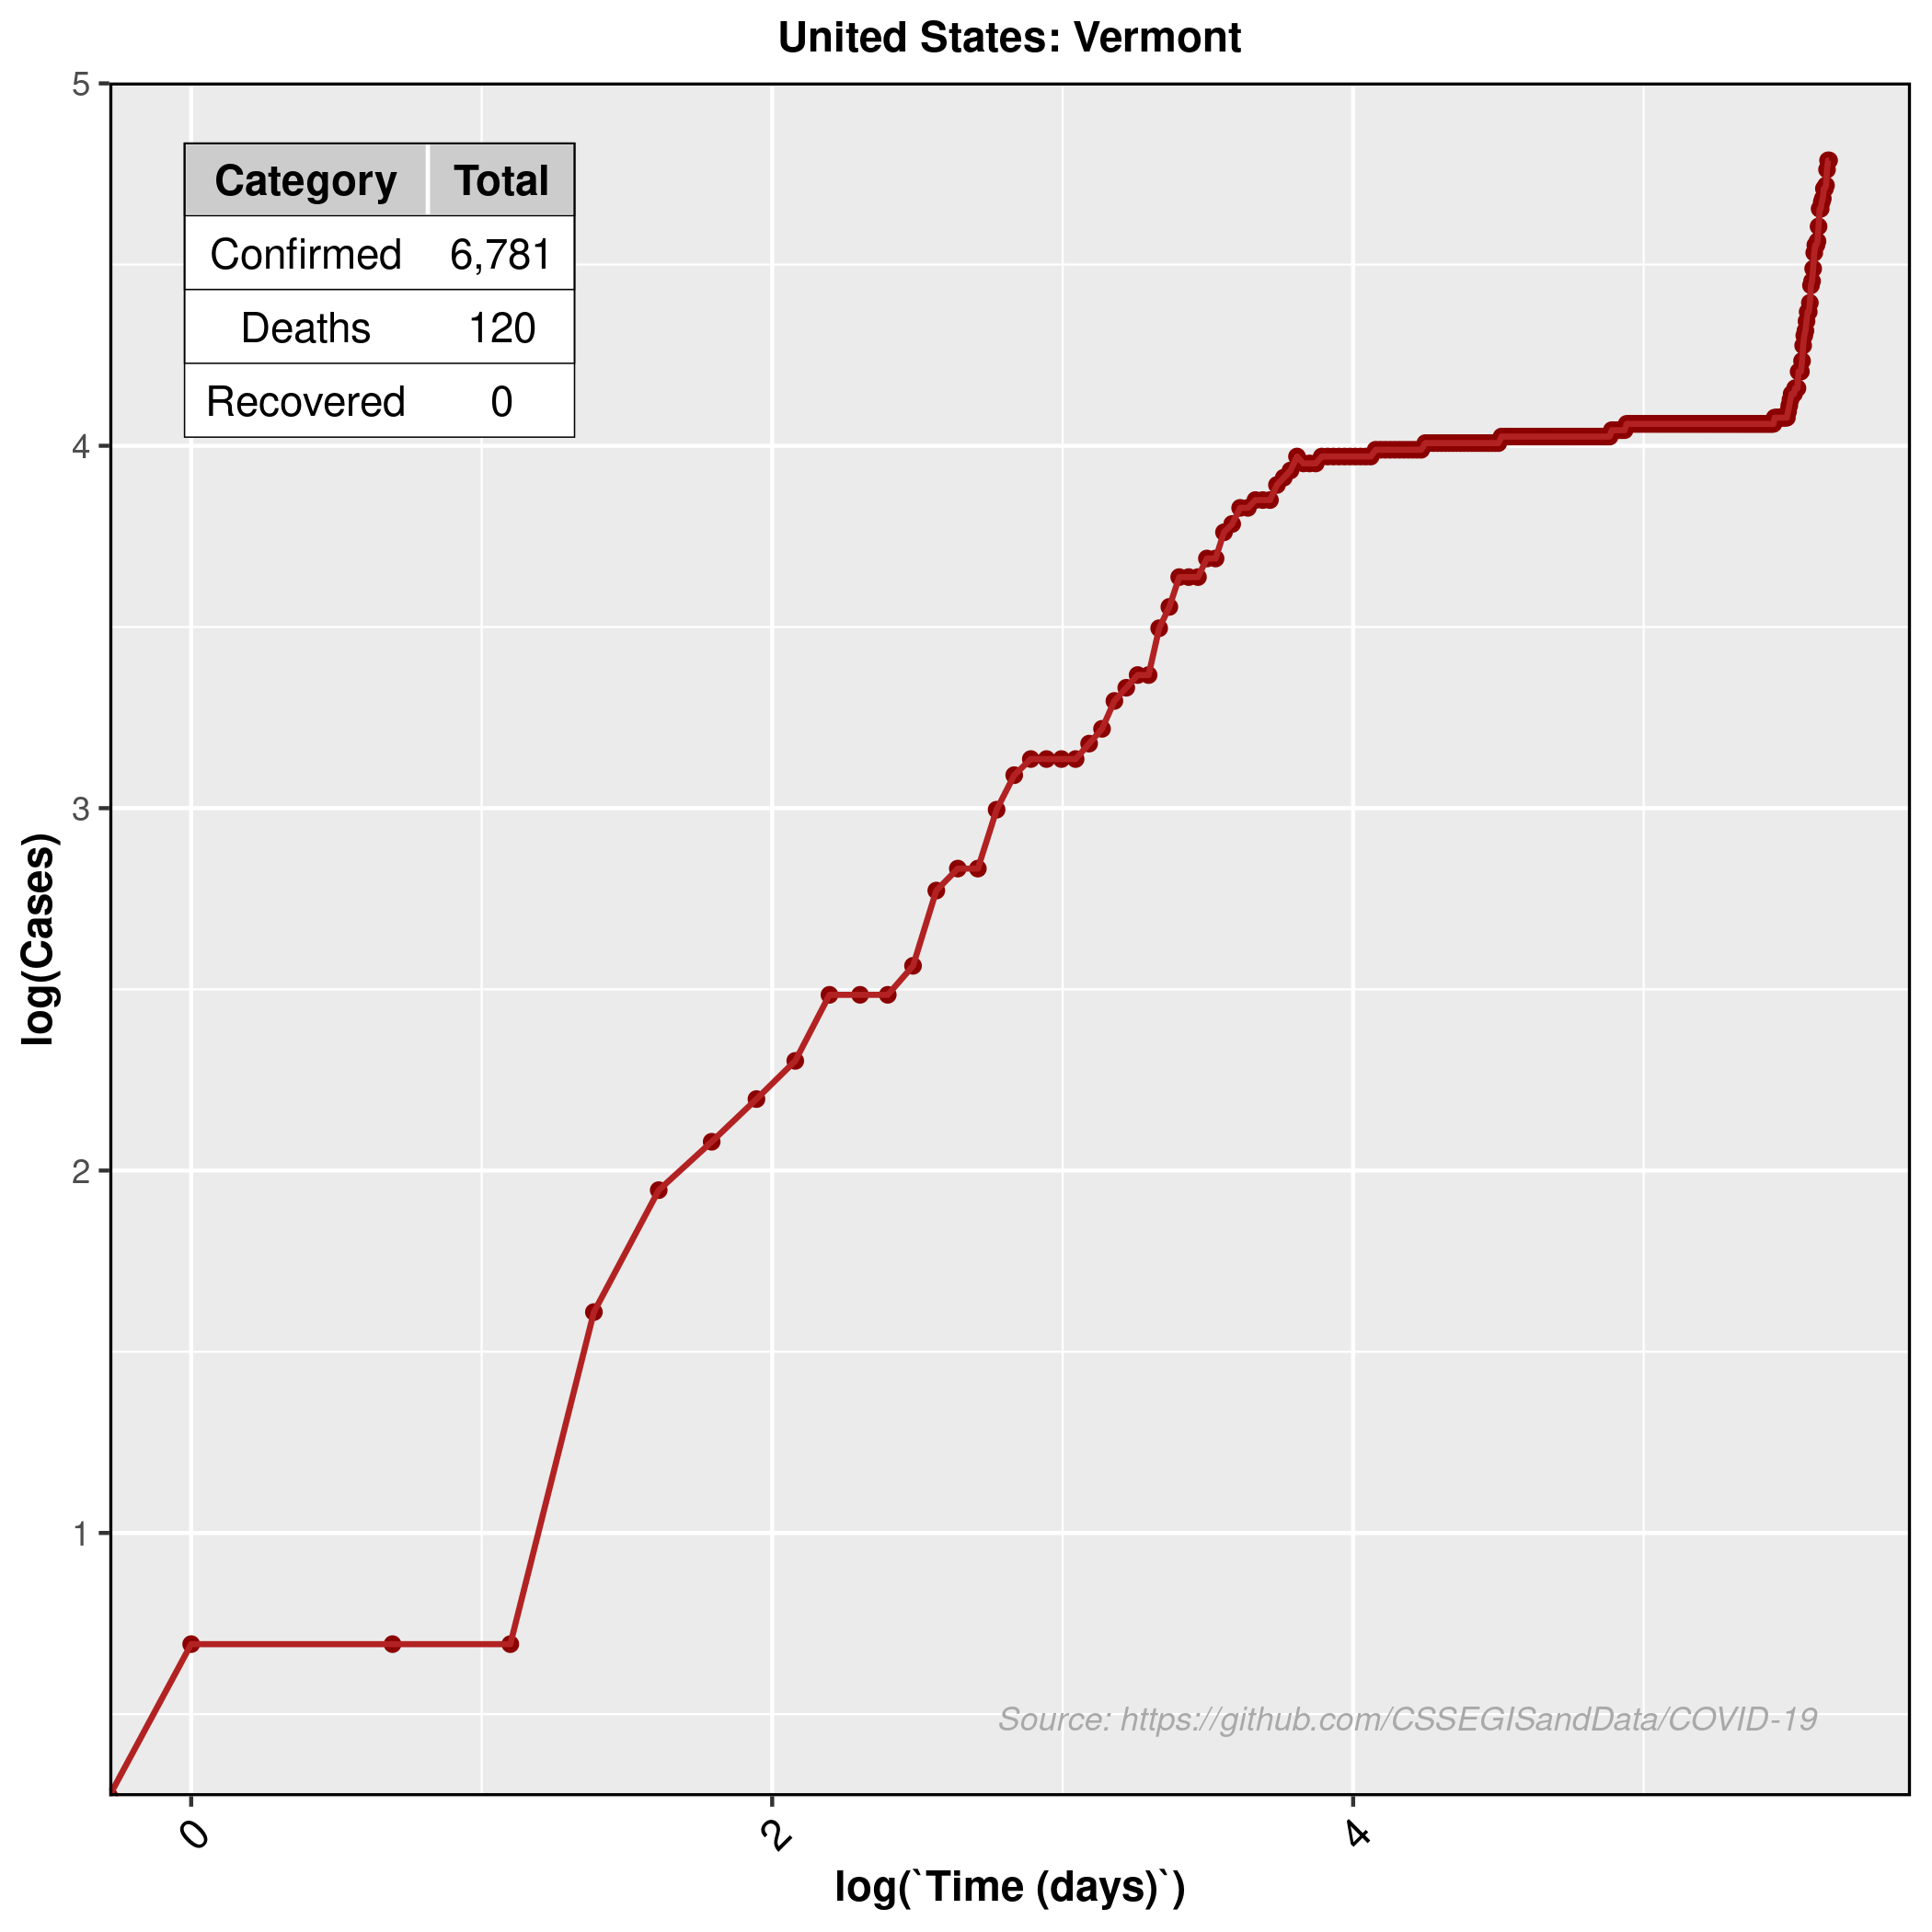 United States: Vermont
5
4
3
2
1
Category Total
Confirmed 6,781
Deaths 120
Recovered 0
log(Cases)
Source: https://github.com/CSSEGISandData/COVID-19
0 2 4
log(`Time (days)`)